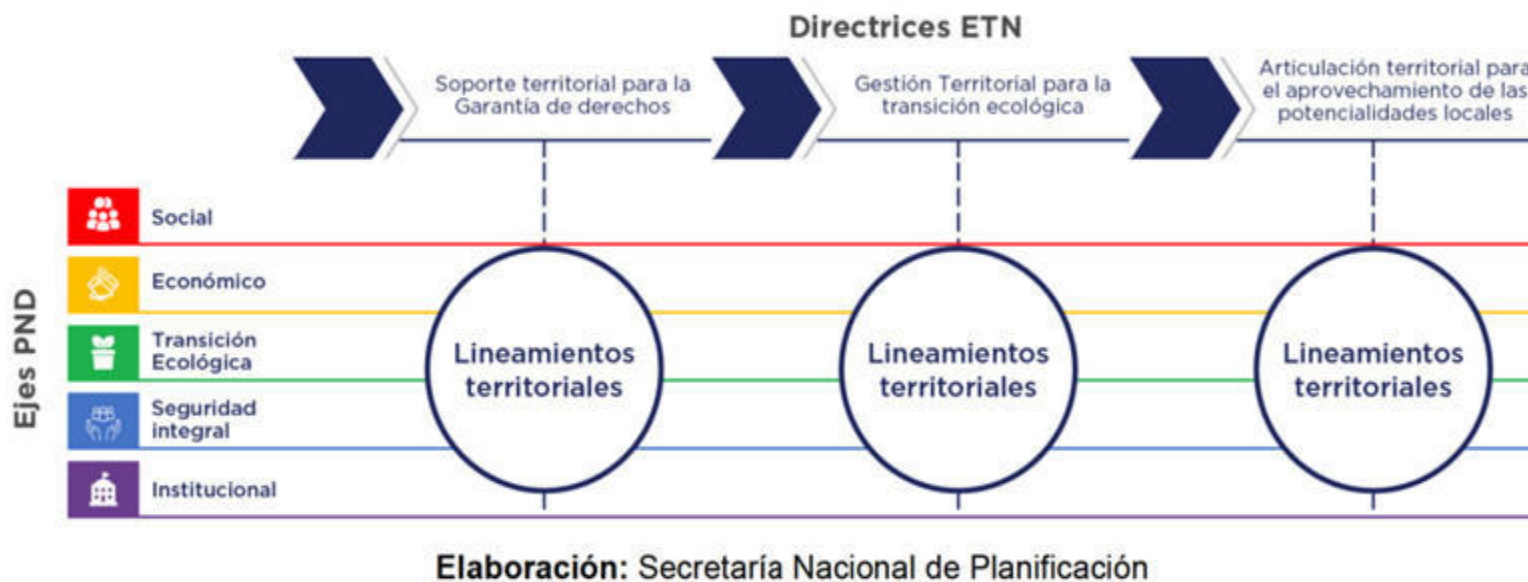 Directrices ETN
Soporte territorial para la
Garantía de derechos
Gestión Territorial para la
transición ecológica
Articulación territorial para
el aprovechamiento de las
potencialidades locales
Ejes PND
Social
Económico
Transición
Ecológica
Seguridad
integral
Institucional
Lineamientos
territoriales
Lineamientos
territoriales
Lineamientos
territoriales
Elaboración: Secretaría Nacional de Planificación